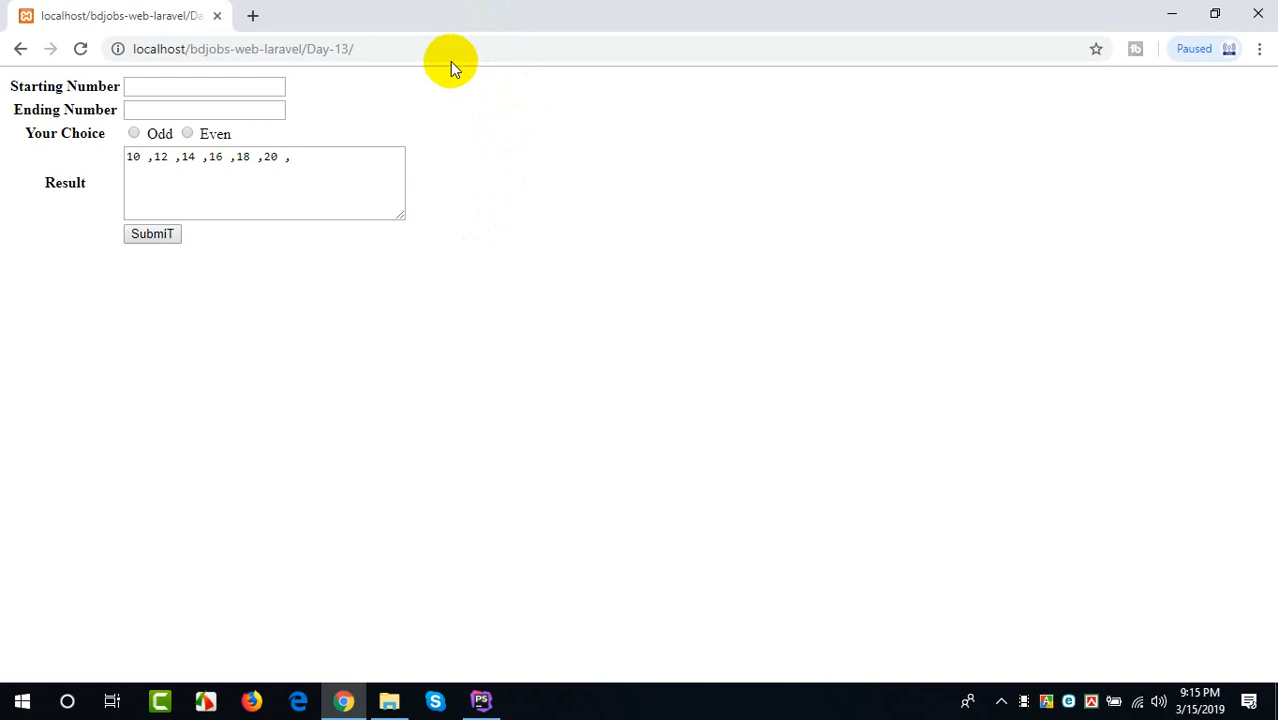 localhost/bdjobs-web-laravel/Da
localhost/bdjobs-web-laravel/Day-13/
Paused
Starting Number
Ending Number
Your Choice Odd Even
Result 10 ,12 ,14 ,16 ,18 ,20 ,
SubmiT
9:15 PM
3/15/2019